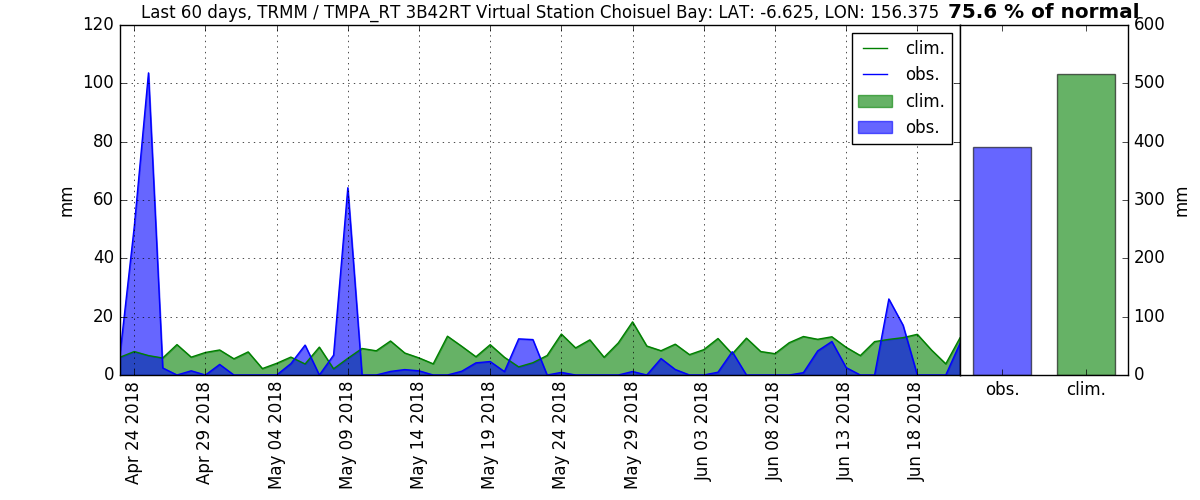 Last 60 days, TRMM / TMPA_RT 3B42RT Virtual Station Choisuel Bay: LAT: -6.625, LON: 156.375 75.6 % of normal
120
100
80
60
40
20
0
mm
clim.
obs.
clim.
obs.
600
500
400
300
200
100
0
mm
Apr 24 2018
Apr 29 2018
May 04 2018
May 09 2018
May 14 2018
May 19 2018
May 24 2018
May 29 2018
Jun 03 2018
Jun 08 2018
Jun 13 2018
Jun 18 2018
obs.
clim.